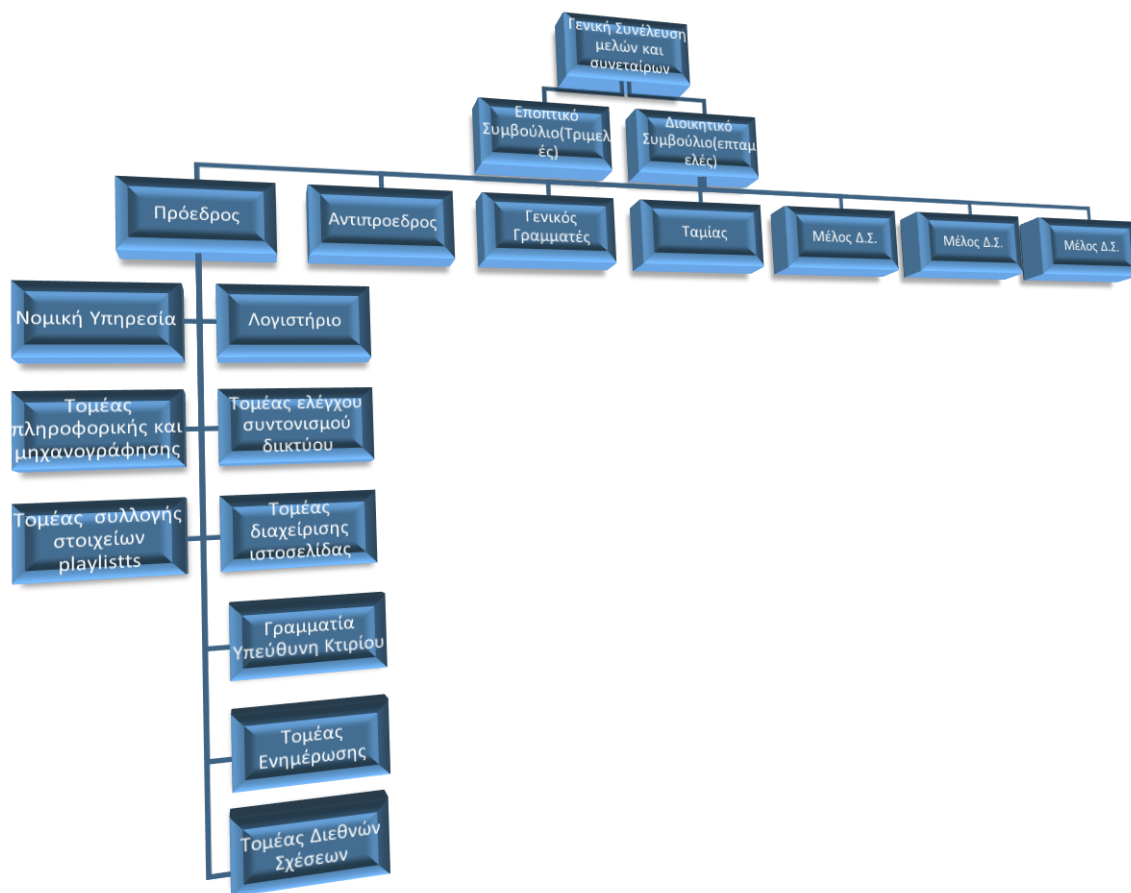 Γενική Συνέλευση
μελών και
συνεταίρων
Εποπτικό
Συμβούλιο(Τριμελ
ές)
Διοικητικό
Συμβούλιο(επταμ
ελές)
Πρόεδρος
Αντιπροεδρος
Γενικός
Γραμματές
Ταμίας
Μέλος Δ.Σ.
Μέλος Δ.Σ.
Μέλος Δ.Σ.
Νομική Υπηρεσία
Λογιστήριο
Τομέας
πληροφορικής και
μηχανογράφησης
Τομέας ελέγχου
συντονισμού
διικτύου
Τομέας συλλογής
στοιχείων
playlistts
Τομέας
διαχείρισης
ιστοσελίδας
Γραμματία
Υπεύθυνη Κτιρίου
Τομέας
Ενημέρωσης
Τομέας Διεθνών
Σχέσεων